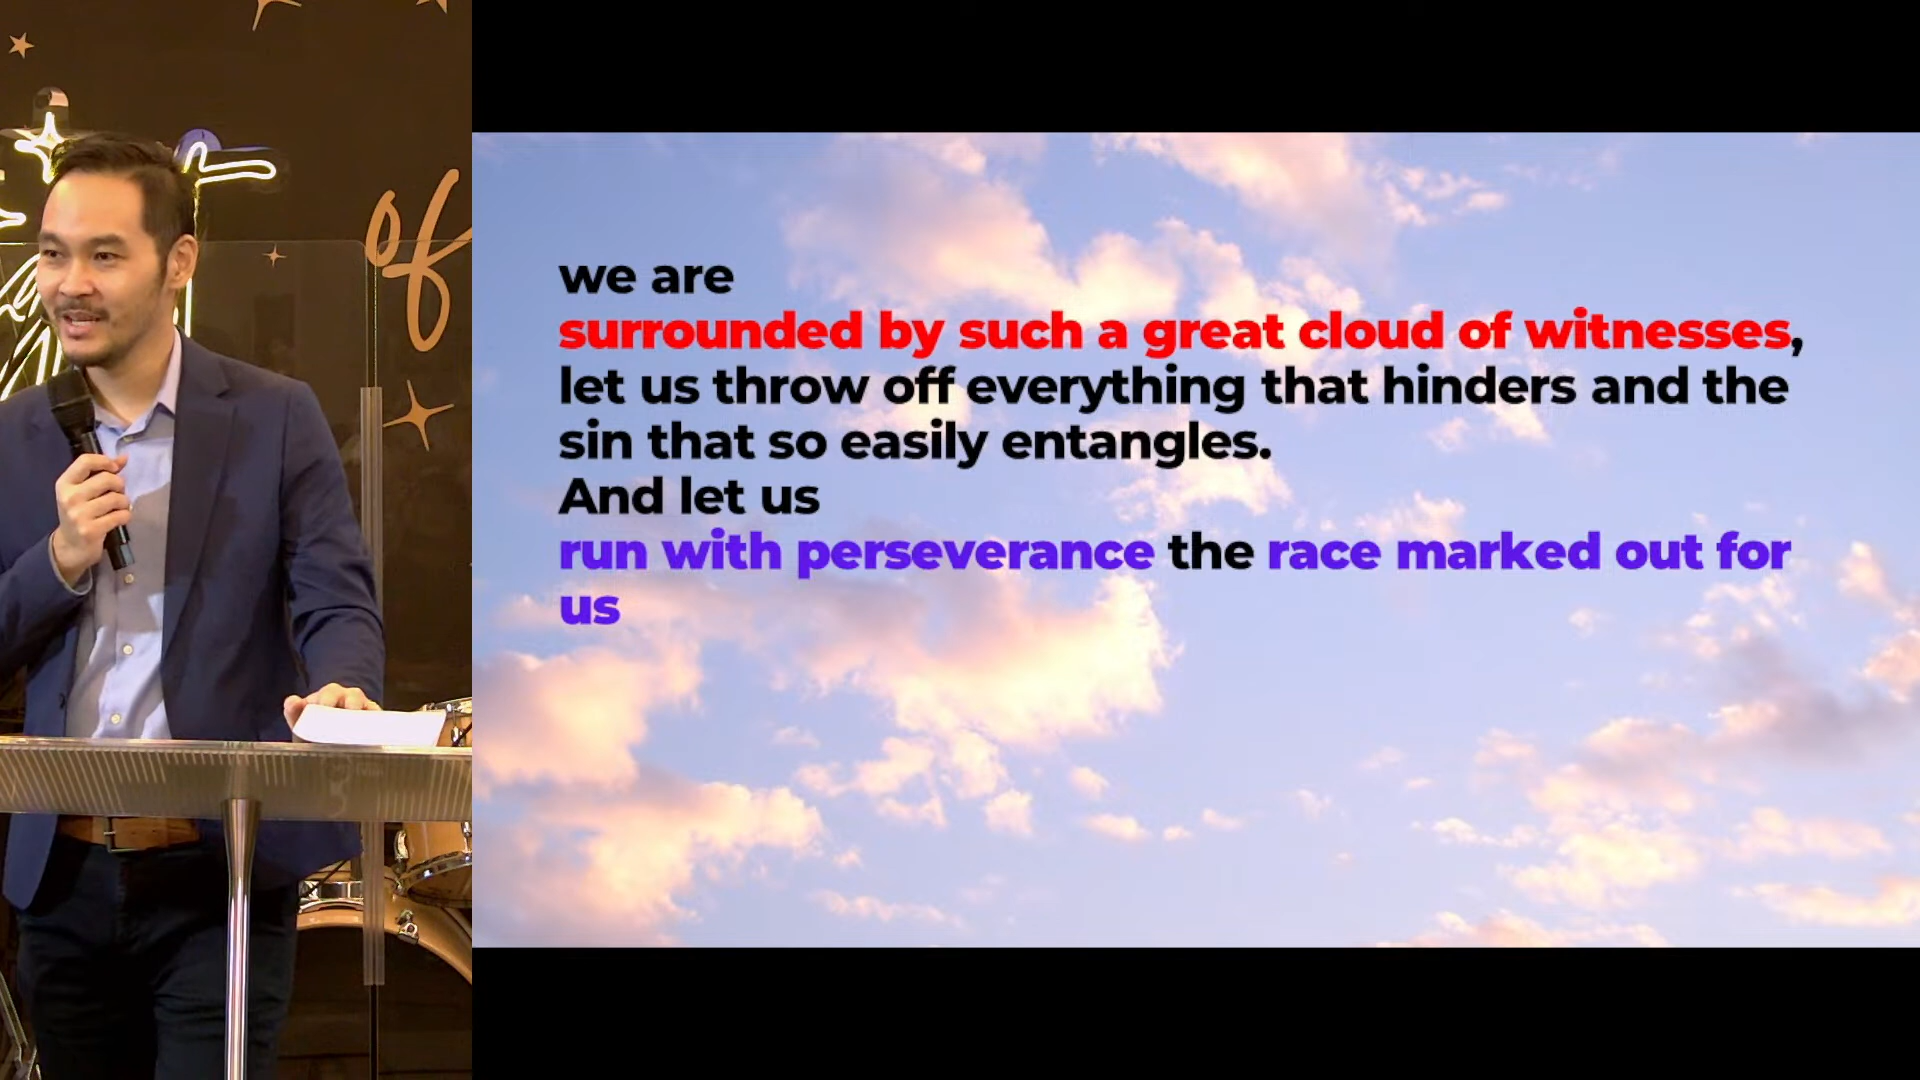 of
we are
surrounded by such a great cloud of witnesses,
let us throw off everything that hinders and the
sin that so easily entangles.
And let us
run with perseverance the race marked out for
us